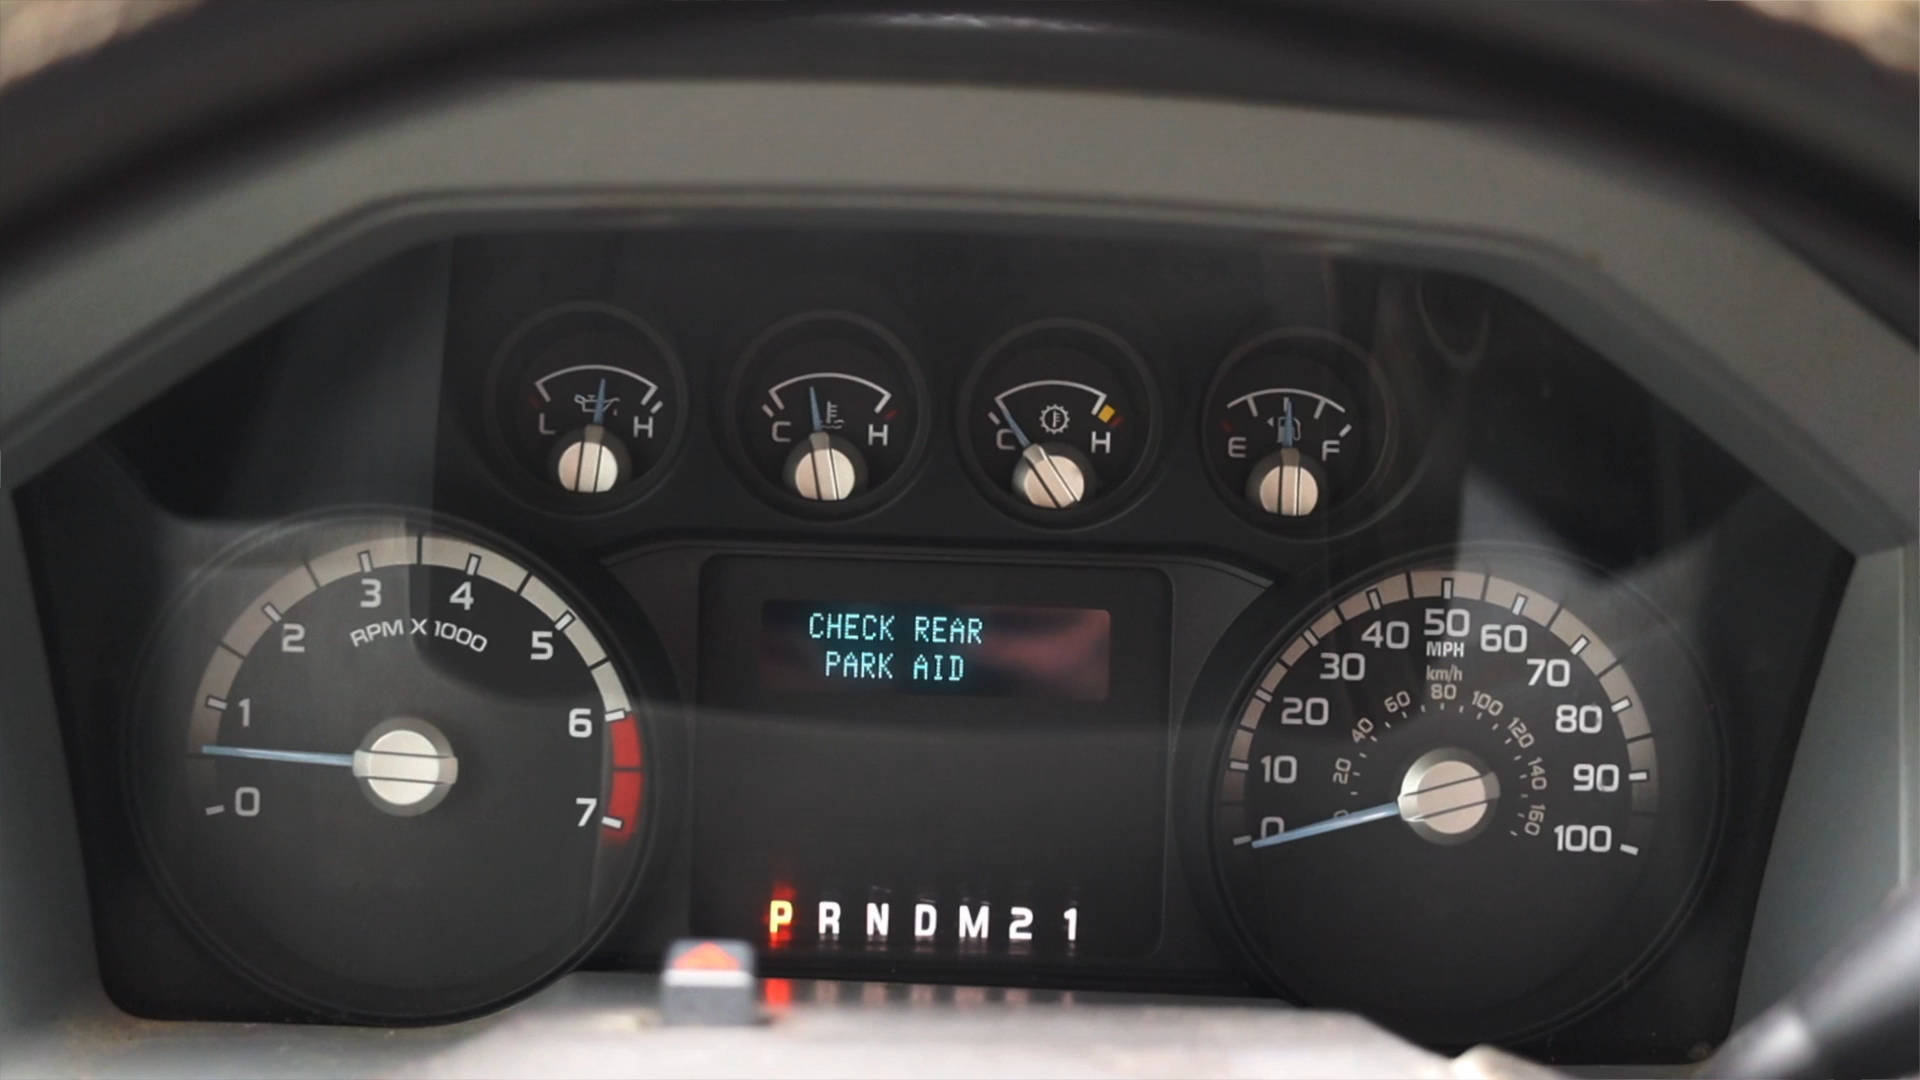 L H
C H
C H
E F
0 1 2 3 4 5 6 7
RPM X 1000
CHECK REAR
PARK AID
P R N D M 2 1
0 10 20 30 40 50 60 70 80 90 100
MPH
km/h
0 20 40 60 80 100 120 140 160